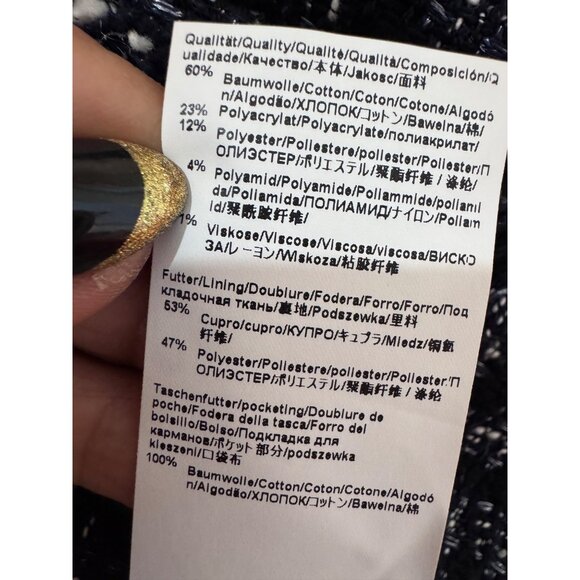 Qualität/Quality/Qualité/Qualità/Composición/Q
ualidade/Качество/本体/Jakosc/面料
60%
Baumwolle/Cotton/Coton/Cotone/Algodó
n/Algodão/ХЛОПОК/コットン/Bawelna/棉/
23% Polyacrylat/Polyacrylate/полиакрилат/
12%
Polyester/Poliestere/poliester/Poliester/П
ОЛИЭСТЕР/ポリエステル/聚酯纤维/ 涤纶/
4%
Polyamid/Polyamide/Poliammide/poliami
da/Poliamida/ПОЛИАМИД/ナイロン/Poliam
id/聚酰胺纤维/
1%
Viskose/Viscose/Viscosa/viscosa/ВИСКО
ЗА/レーヨン/Wiskoza/粘胶纤维
Futter/Lining/Doublure/Fodera/Forro/Forro/Под
кладочная ткань/裏地/Podszewka/里料
53%
Cupro/cupro/КУПРО/キュプラ/Miedz/铜氨
纤维/
47%
Polyester/Poliestere/poliester/Poliester/П
ОЛИЭСТЕР/ポリエステル/聚酯纤维 / 涤纶
Taschenfutter/pocketing/Doublure de
poche/Fodera della tasca/Forro del
bolsillo/Bolso/Подкладка для
карманов/ポケット部分/podszewka
kieszeni/口袋布
100%
Baumwolle/Cotton/Coton/Cotone/Algodó
n/Algodão/ХЛОПОК/コットン/Bawelna/棉